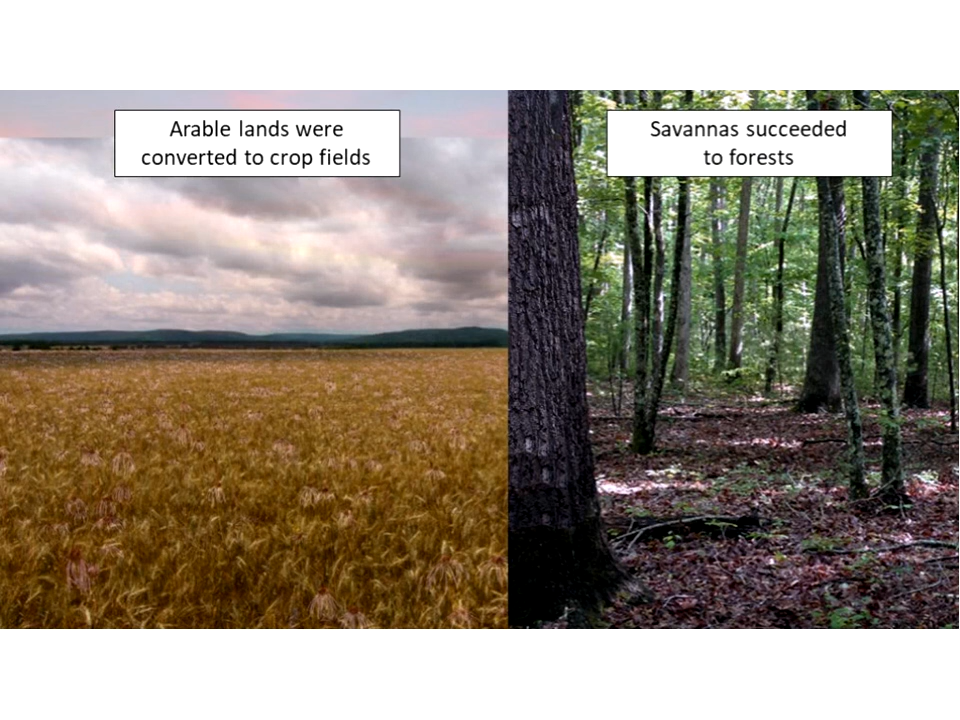 Arable lands were
converted to crop fields
Savannas succeeded
to forests